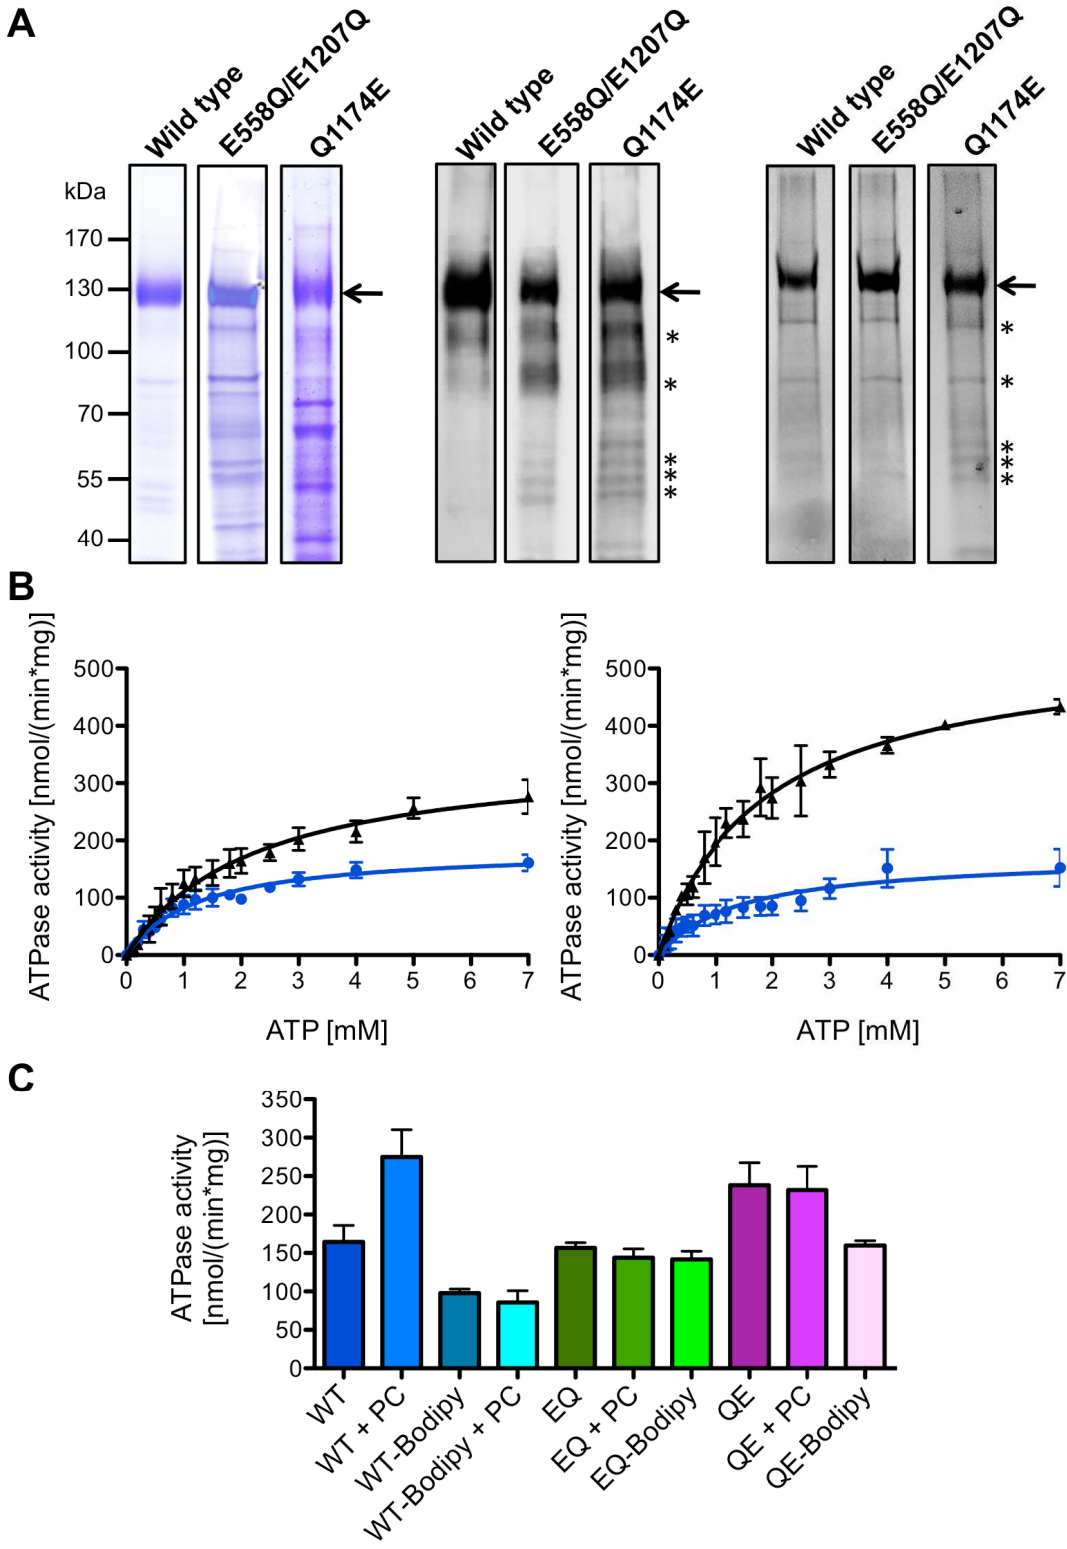 A
Wild type
E558Q/E1207Q
Q1174E
Wild type
E558Q/E1207Q
Q1174E
Wild type
E558Q/E1207Q
Q1174E
kDa
170
130
100
70
55
40
*
*
*
*
*
*
*
*
*
*
B
ATPase activity [nmol/(min*mg)]
500
400
300
200
100
0
0 1 2 3 4 5 6 7
ATP [mM]
ATPase activity [nmol/(min*mg)]
500
400
300
200
100
0
0 1 2 3 4 5 6 7
ATP [mM]
C
ATPase activity
[nmol/(min*mg)]
350
300
250
200
150
100
50
0
WT
WT + PC
WT-Bodipy
WT-Bodipy + PC
EQ
EQ + PC
EQ-Bodipy
QE
QE + PC
QE-Bodipy